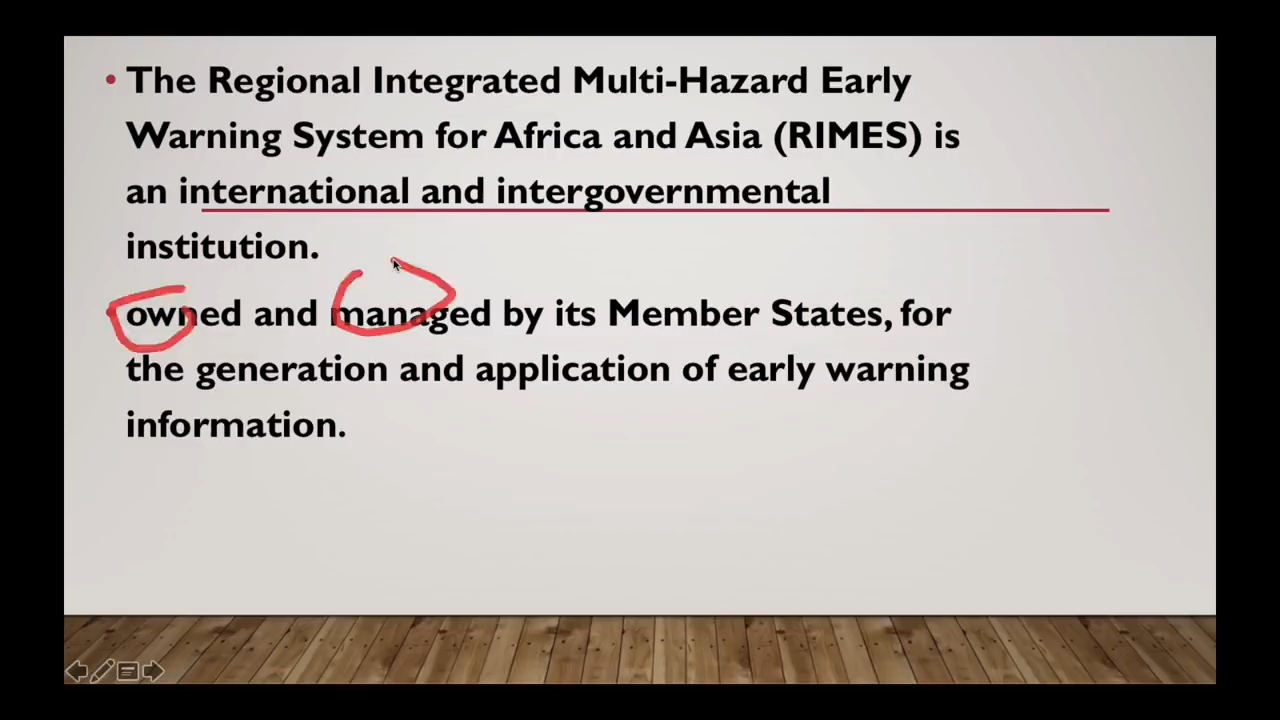 • The Regional Integrated Multi-Hazard Early
Warning System for Africa and Asia (RIMES) is
an international and intergovernmental
institution.
• owned and managed by its Member States, for
the generation and application of early warning
information.